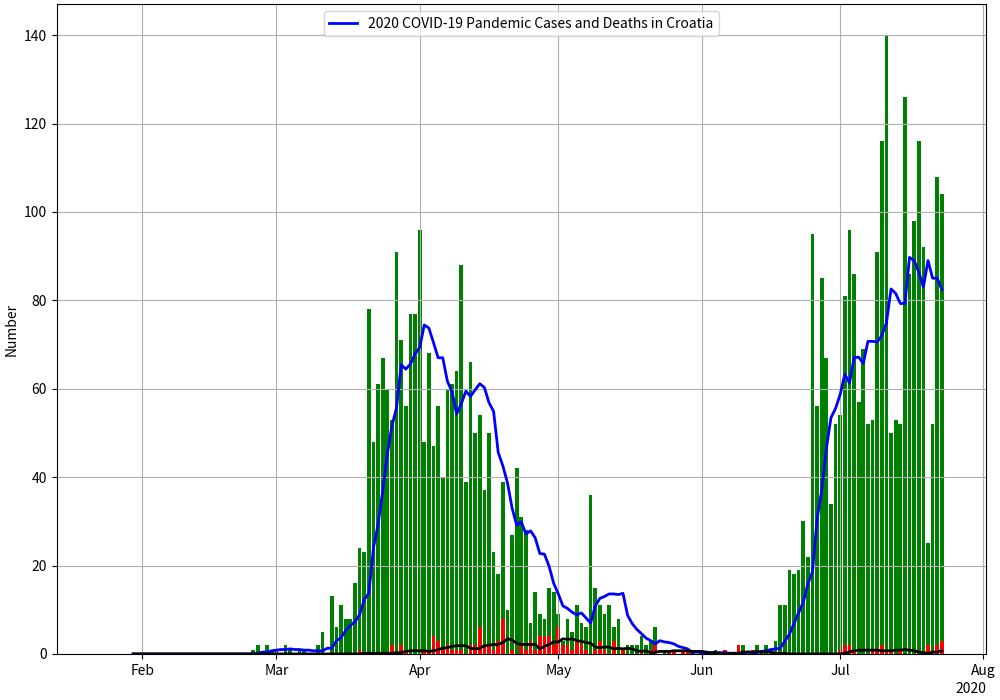 2020 COVID-19 Pandemic Cases and Deaths in Croatia
Number
140
120
100
80
60
40
20
0
Feb
Mar
Apr
May
Jun
Jul
Aug
2020